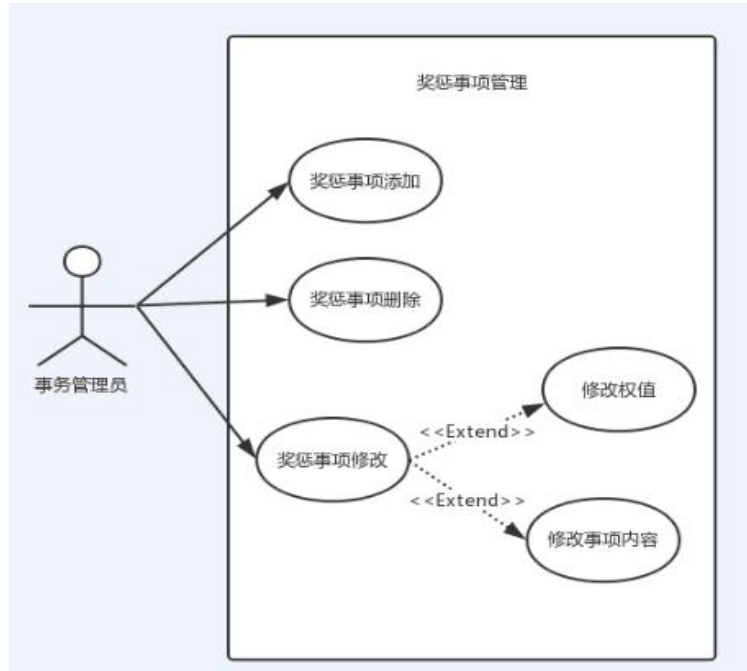 奖惩事项管理
奖惩事项添加
奖惩事项删除
事务管理员
修改权值
<<Extend>>
奖惩事项修改
<<Extend>>
修改事项内容